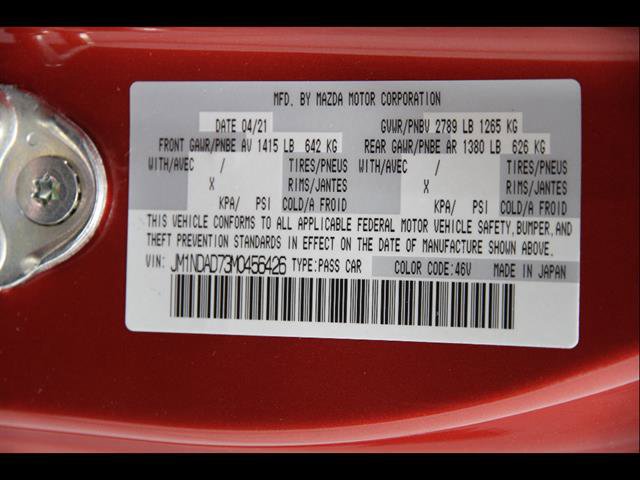 MFD. BY MAZDA MOTOR CORPORATION
DATE 04/21 GVWR/PNBV 2789 LB 1265 KG
FRONT GAWR/PNBE AV 1415 LB 642 KG REAR GAWR/PNBE AR 1380 LB 626 KG
WITH/AVEC / TIRES/PNEUS WITH/AVEC / TIRES/PNEUS
X RIMS/JANTES X RIMS/JANTES
KPA/ PSI COLD/A FROID KPA/ PSI COLD/A FROID
THIS VEHICLE CONFORMS TO ALL APPLICABLE FEDERAL MOTOR VEHICLE SAFETY, BUMPER, AND
THEFT PREVENTION STANDARDS IN EFFECT ON THE DATE OF MANUFACTURE SHOWN ABOVE.
VIN: JM1NDAD73M0456426 TYPE:PASS CAR COLOR CODE:46V MADE IN JAPAN